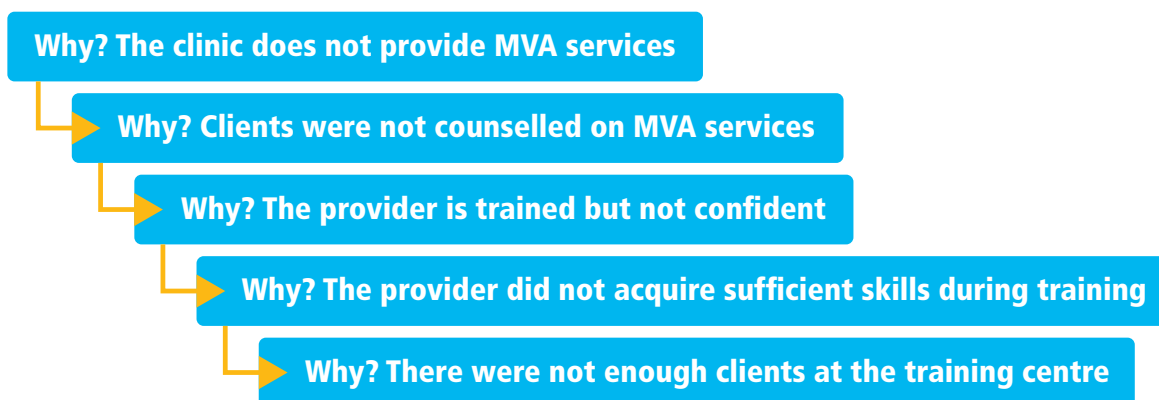 Why? The clinic does not provide MVA services
Why? Clients were not counselled on MVA services
Why? The provider is trained but not confident
Why? The provider did not acquire sufficient skills during training
Why? There were not enough clients at the training centre